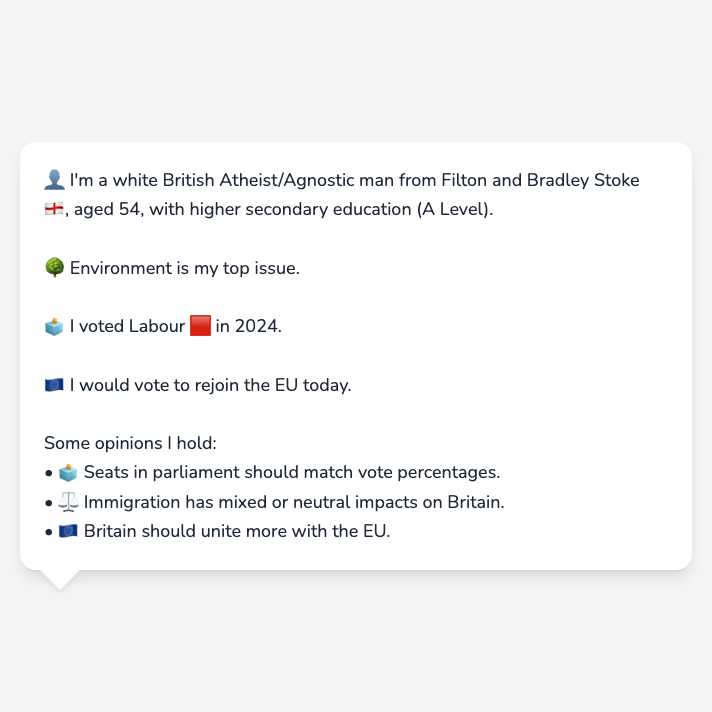 👤 I'm a white British Atheist/Agnostic man from Filton and Bradley Stoke
🏴󠁧󠁢󠁥󠁮󠁧󠁿, aged 54, with higher secondary education (A Level).
🌳 Environment is my top issue.
🗳️ I voted Labour 🟥 in 2024.
🇪🇺 I would vote to rejoin the EU today.
Some opinions I hold:
• 🗳️ Seats in parliament should match vote percentages.
• ⚖️ Immigration has mixed or neutral impacts on Britain.
• 🇪🇺 Britain should unite more with the EU.